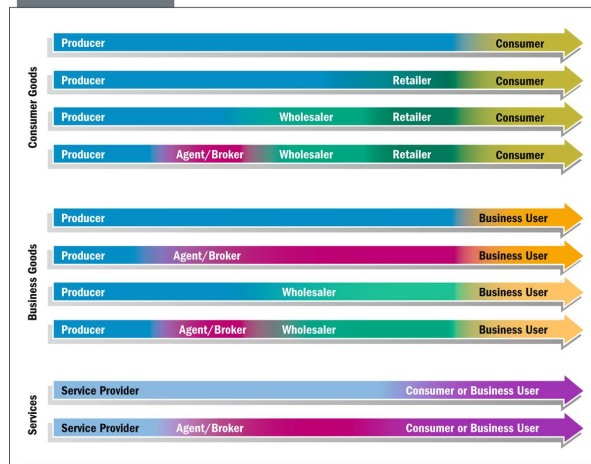 Consumer Goods
Producer Consumer
Producer Retailer Consumer
Producer Wholesaler Retailer Consumer
Producer Agent/Broker Wholesaler Retailer Consumer
Business Goods
Producer Business User
Producer Agent/Broker Business User
Producer Wholesaler Business User
Producer Agent/Broker Wholesaler Business User
Services
Service Provider Consumer or Business User
Service Provider Agent/Broker Consumer or Business User